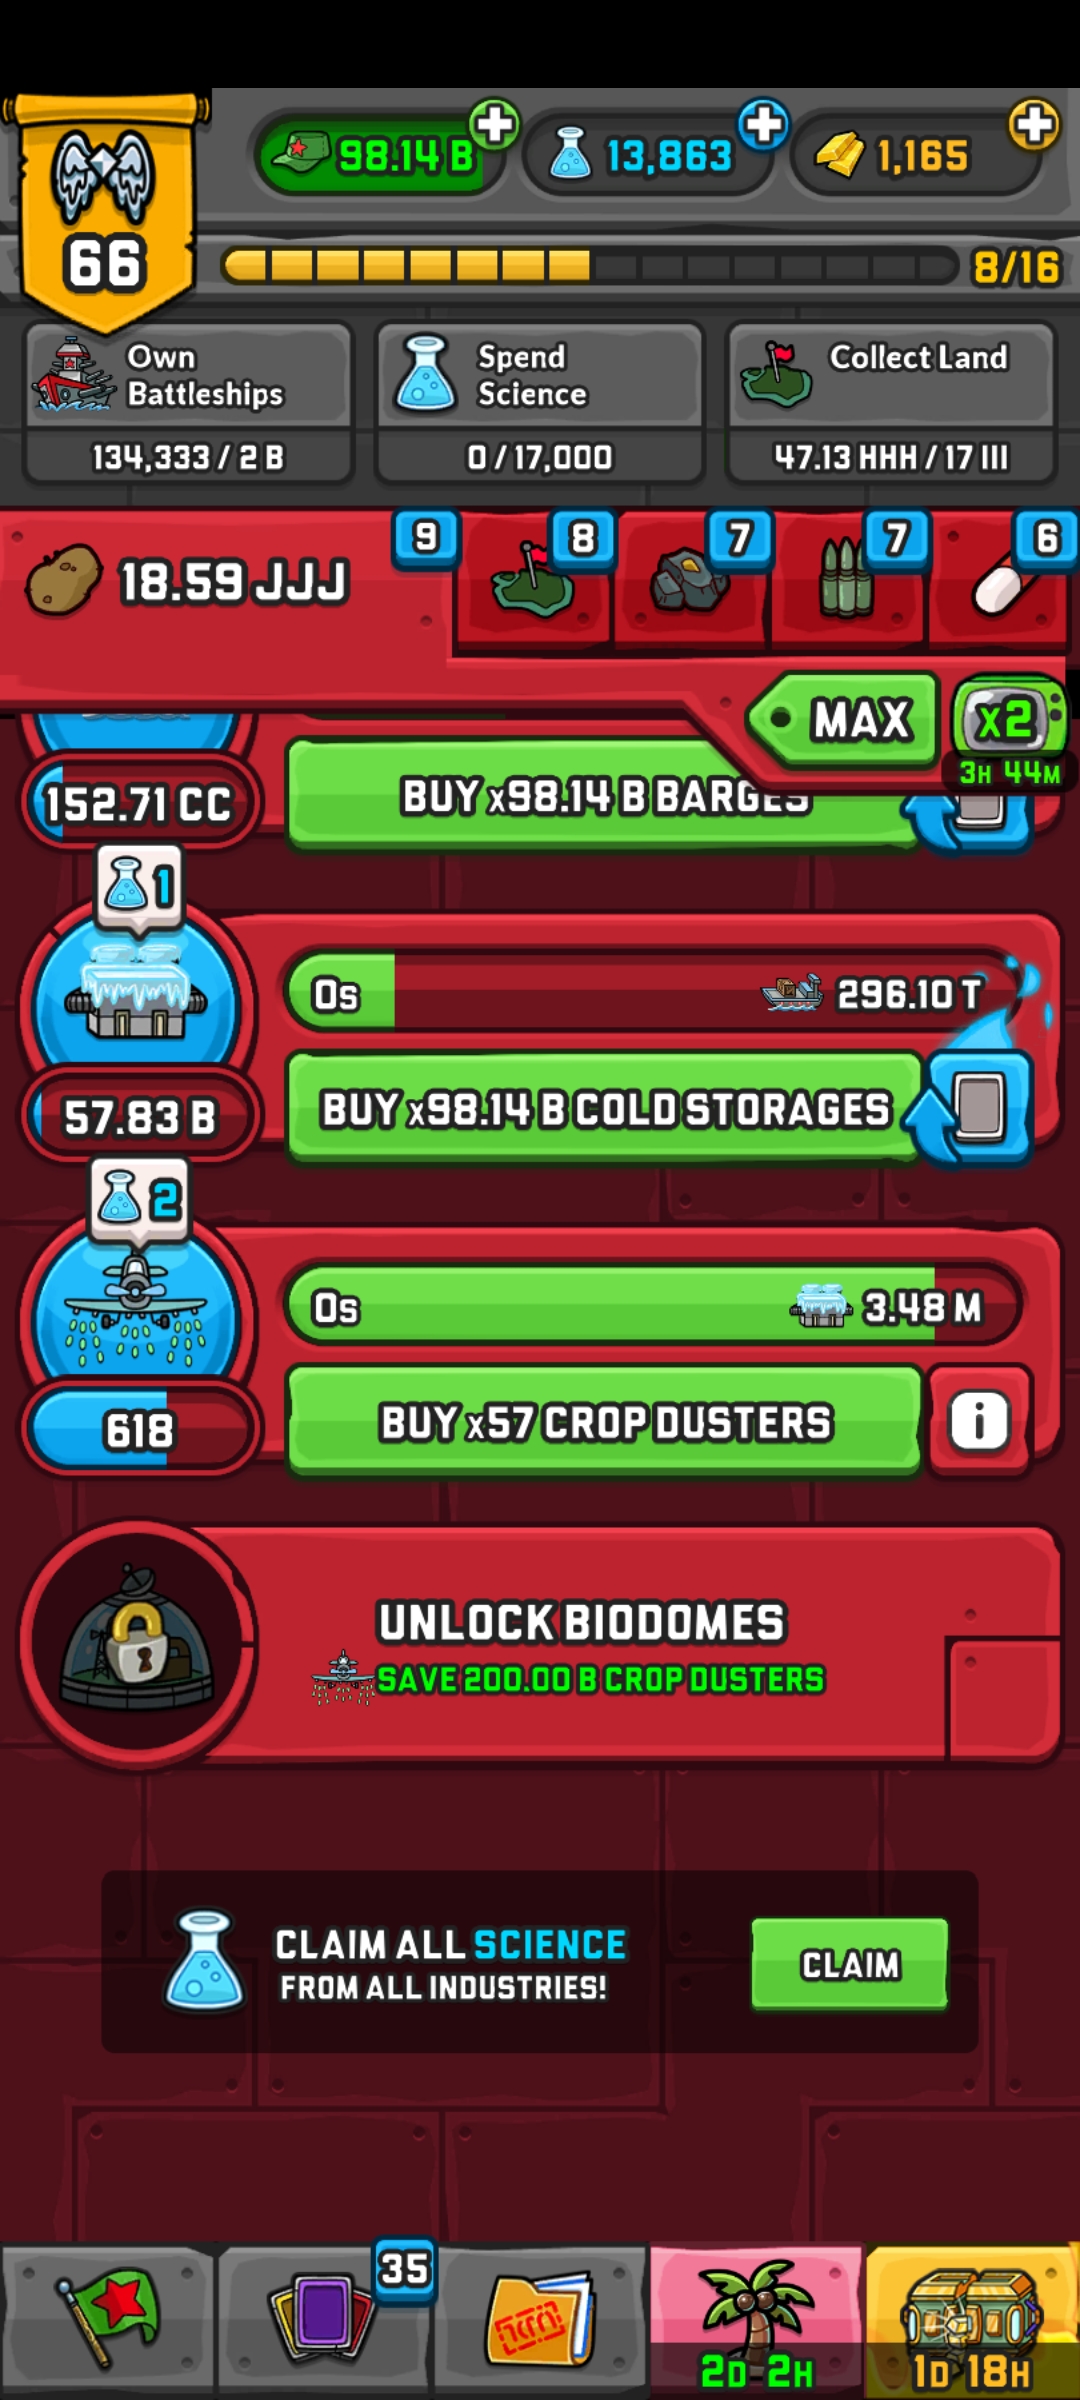 98.14 B
13,863
1,165
66
8/16
Own
Battleships
134,333 / 2 B
Spend
Science
0 / 17,000
Collect Land
47.13 HHH / 17 III
18.59 JJJ
9
8
7
7
6
MAX
x2
3H 44M
152.71 CC
BUY x98.14 B BARGES
1
0s
296.10 T
57.83 B
BUY x98.14 B COLD STORAGES
2
0s
3.48 M
618
BUY x57 CROP DUSTERS
i
UNLOCK BIODOMES
SAVE 200.00 B CROP DUSTERS
CLAIM ALL SCIENCE
FROM ALL INDUSTRIES!
CLAIM
35
2D 2H
1D 18H